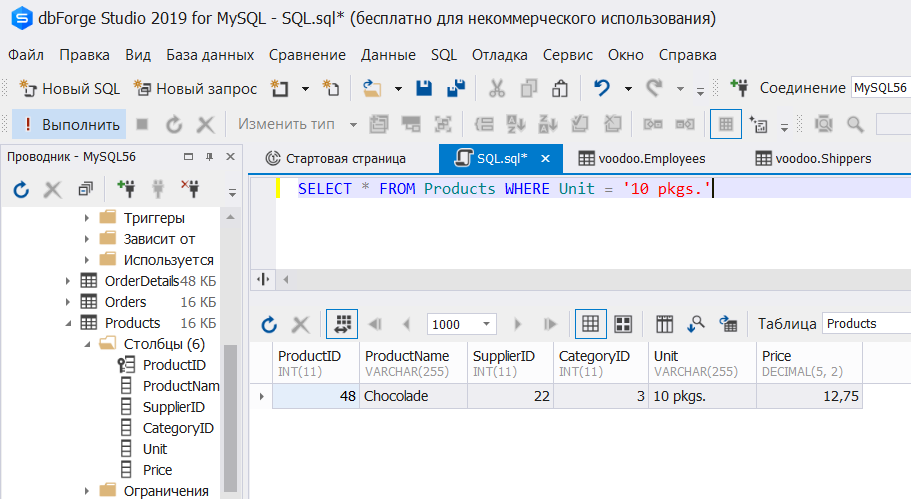 dbForge Studio 2019 for MySQL - SQL.sql* (бесплатно для некоммерческого использования)
Файл Правка Вид База данных Сравнение Данные SQL Отладка Сервис Окно Справка
Новый SQL Новый запрос Соединение MySQL56
Выполнить Изменить тип
Проводник - MySQL56
Стартовая страница SQL.sql* voodoo.Employees voodoo.Shippers
SELECT * FROM Products WHERE Unit = '10 pkgs.'
Триггеры
Зависит от
Используется
OrderDetails 48 КБ
Orders 16 КБ
Products 16 КБ
Столбцы (6)
ProductID
ProductNam
SupplierID
CategoryID
Unit
Price
Ограничения
1000 Таблица Products
ProductID ProductName SupplierID CategoryID Unit Price
INT(11) VARCHAR(255) INT(11) INT(11) VARCHAR(255) DECIMAL(5, 2)
48 Chocolade 22 3 10 pkgs. 12,75